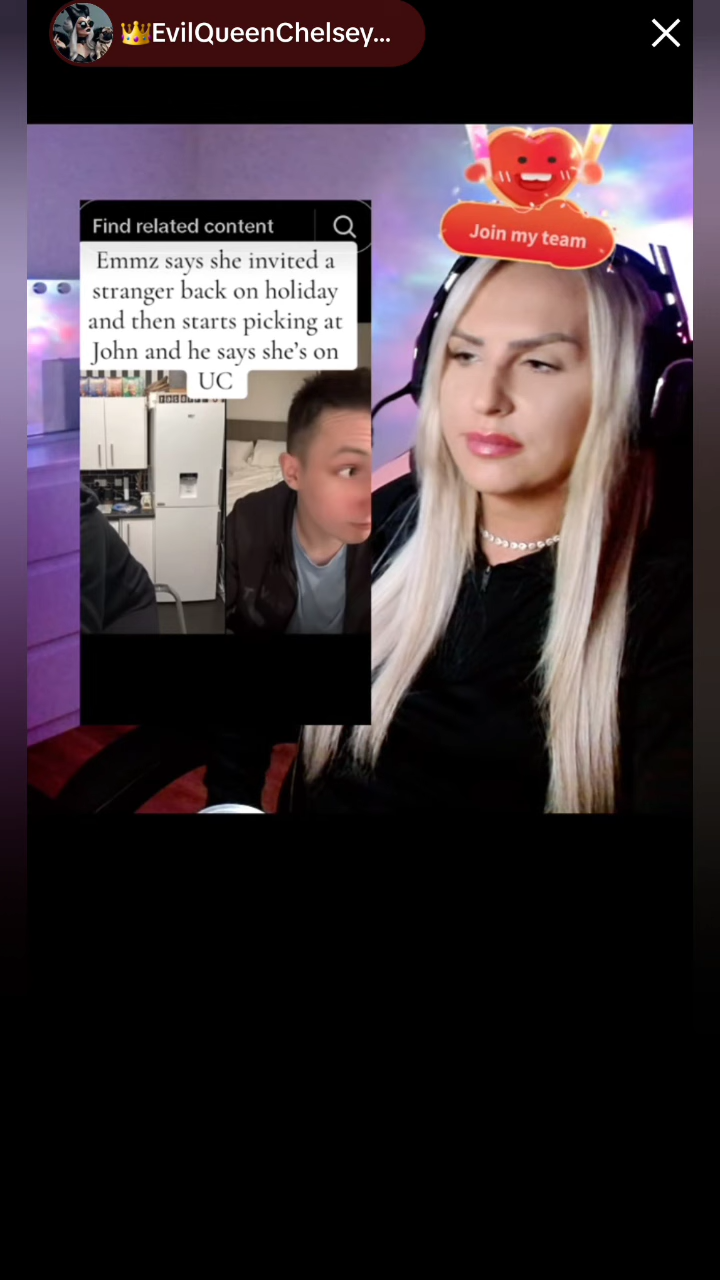 👑EvilQueenChelsey...
Join my team
Find related content
Emmz says she invited a
stranger back on holiday
and then starts picking at
John and he says she's on
UC